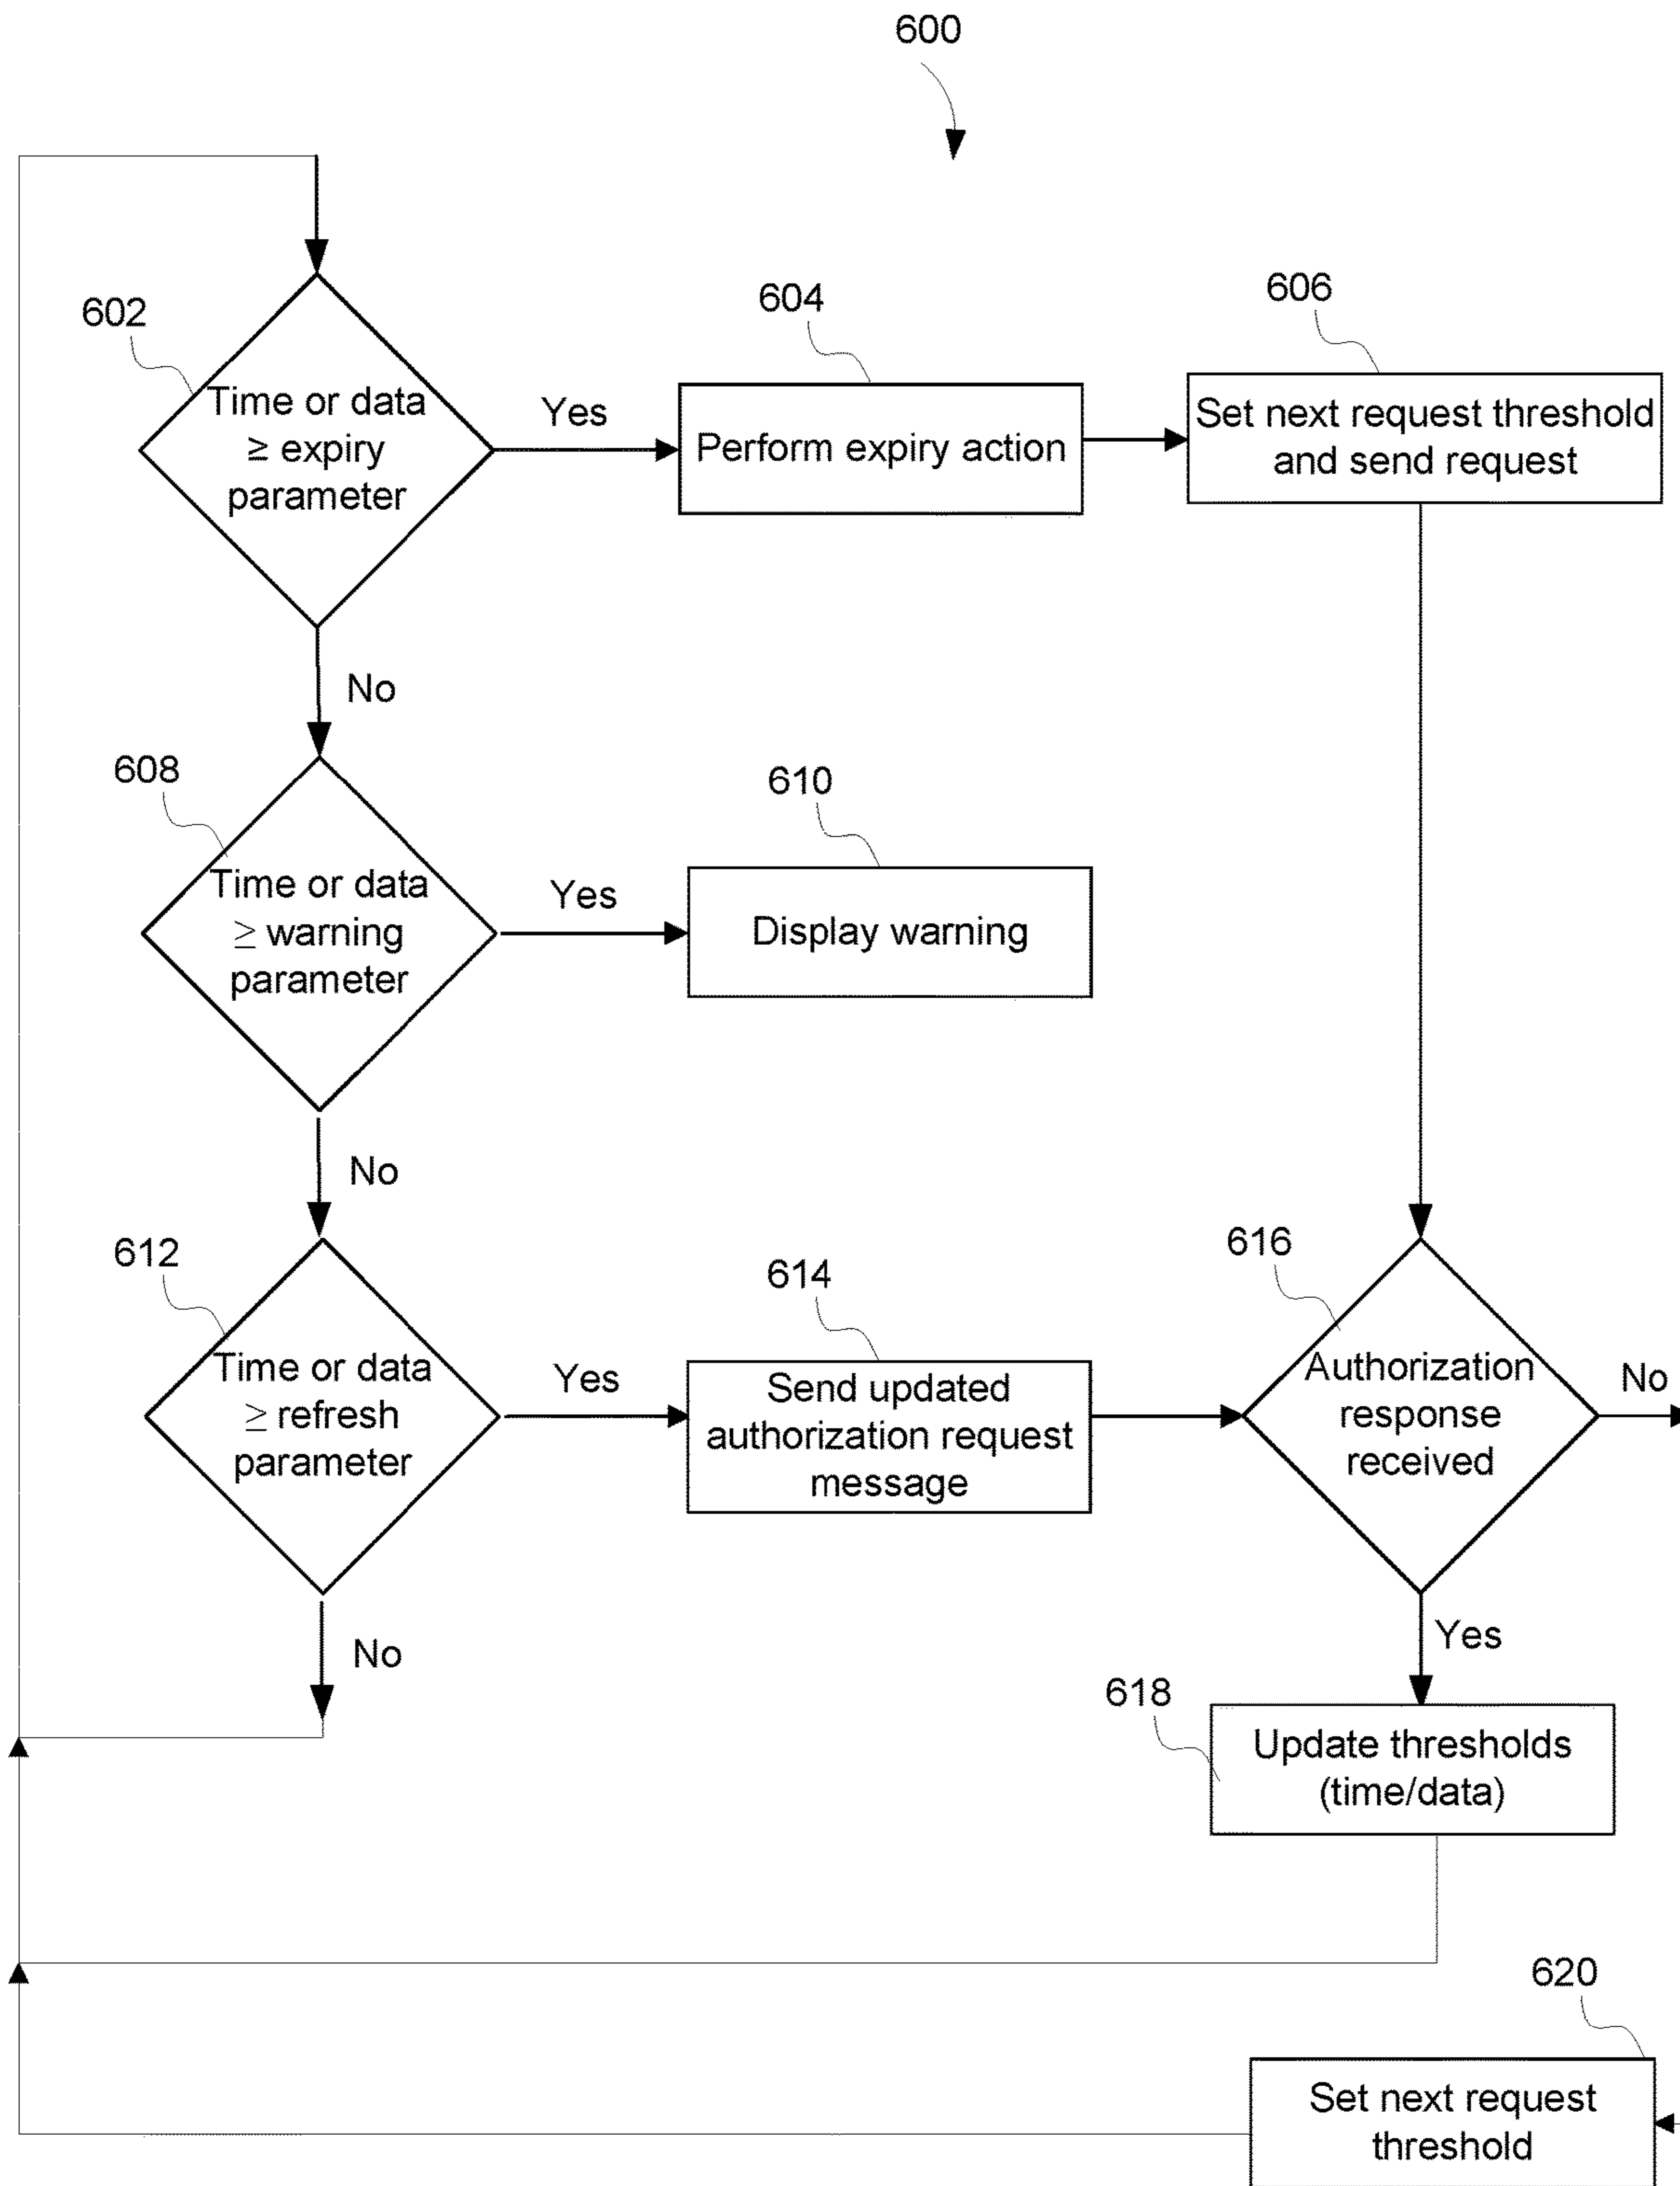 600
602
Time or data
≥ expiry
parameter
Yes
604
Perform expiry action
606
Set next request threshold
and send request
No
608
Time or data
≥ warning
parameter
Yes
610
Display warning
No
612
Time or data
≥ refresh
parameter
Yes
614
Send updated
authorization request
message
616
Authorization
response
received
No
No
Yes
618
Update thresholds
(time/data)
620
Set next request
threshold